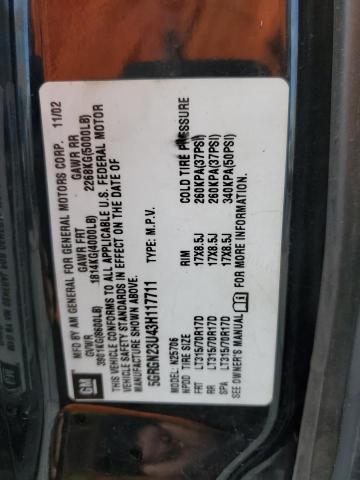 GM
MFD BY AM GENERAL FOR GENERAL MOTORS CORP. 11/02
GVWR GAWR FRT GAWR RR
3901KG(8600LB) 1814KG(4000LB) 2268KG(5000LB)
THIS VEHICLE CONFORMS TO ALL APPLICABLE U.S. FEDERAL MOTOR
VEHICLE SAFETY STANDARDS IN EFFECT ON THE DATE OF
MANUFACTURE SHOWN ABOVE.
5GRGN23U43H117711 TYPE: M.P.V.
MODEL: N25706
NPDD TIRE SIZE RIM COLD TIRE PRESSURE
FRT LT315/70R17D 17X8.5J 260KPA(37PSI)
RR LT315/70R17D 17X8.5J 260KPA(37PSI)
SPA LT315/70R17D 17X8.5J 340KPA(50PSI)
SEE OWNER'S MANUAL FOR MORE INFORMATION.